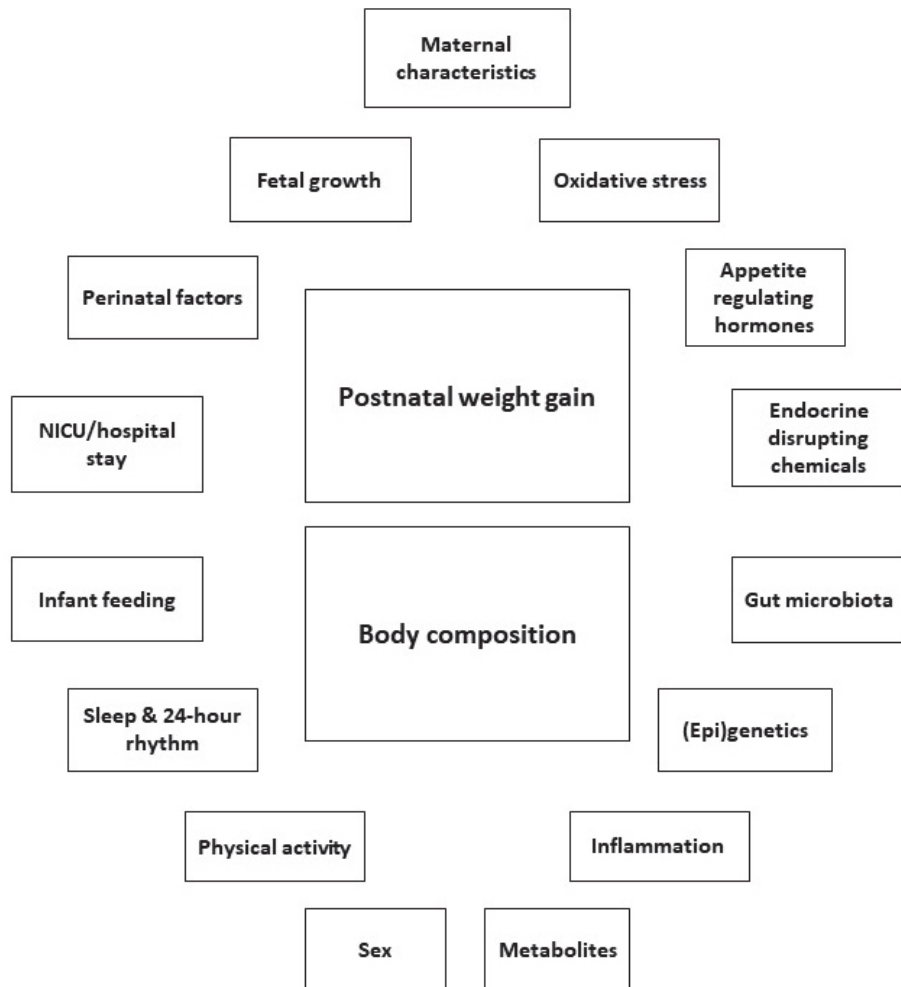 Maternal
characteristics
Fetal growth
Oxidative stress
Perinatal factors
Appetite
regulating
hormones
Postnatal weight gain
NICU/hospital
stay
Endocrine
disrupting
chemicals
Infant feeding
Body composition
Gut microbiota
Sleep & 24-hour
rhythm
(Epi)genetics
Physical activity
Inflammation
Sex
Metabolites